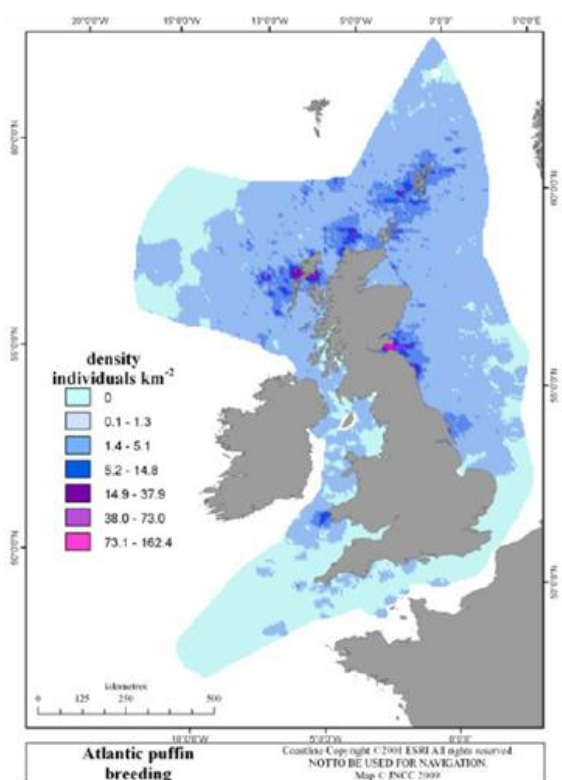 20°0'0"W 15°0'0"W 10°0'0"W 5°0'0"W 0°0'0" 5°0'0"E
60°0'0"N
60°0'0"N
55°0'0"N
55°0'0"N
50°0'0"N
50°0'0"N
density
individuals km-2
0
0.1 - 1.3
1.4 - 5.1
5.2 - 14.8
14.9 - 37.9
38.0 - 73.0
73.1 - 162.4
kilometres
0 125 250 500
10°0'0"W 5°0'0"W 0°0'0"
Atlantic puffin
breeding
Coastline Copyright ©2001 ESRI All rights reserved
NOT TO BE USED FOR NAVIGATION.
Map © JNCC 2009